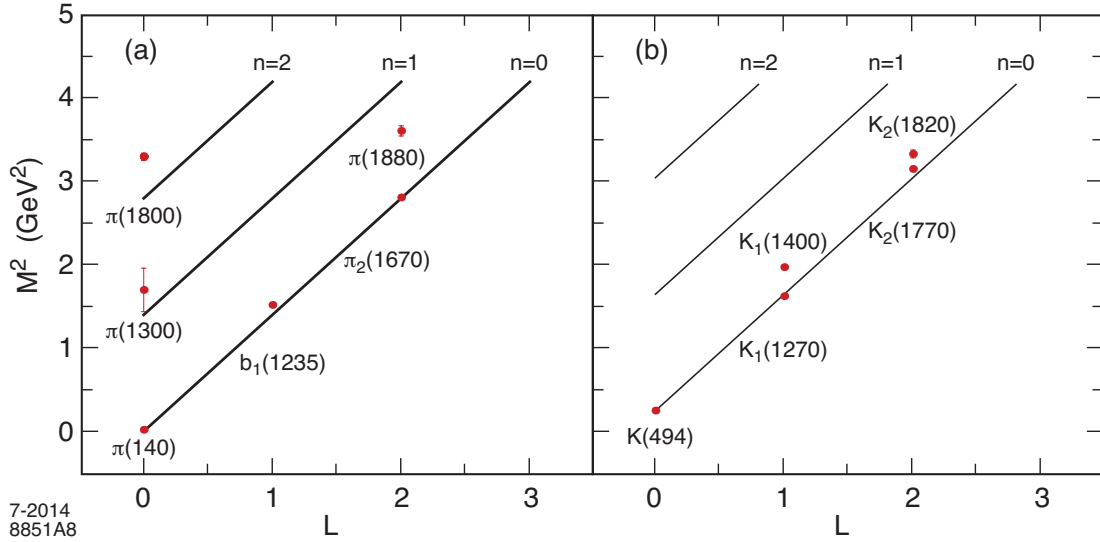 (a)
n=2 n=1 n=0
5
4
3
2
1
0
M² (GeV²)
π(1800)
π(1300)
π(140)
b₁(1235)
π₂(1670)
π(1880)
0 1 2 3
L
(b)
n=2 n=1 n=0
K₂(1820)
K₂(1770)
K₁(1400)
K₁(1270)
K(494)
0 1 2 3
L
7-2014
8851A8